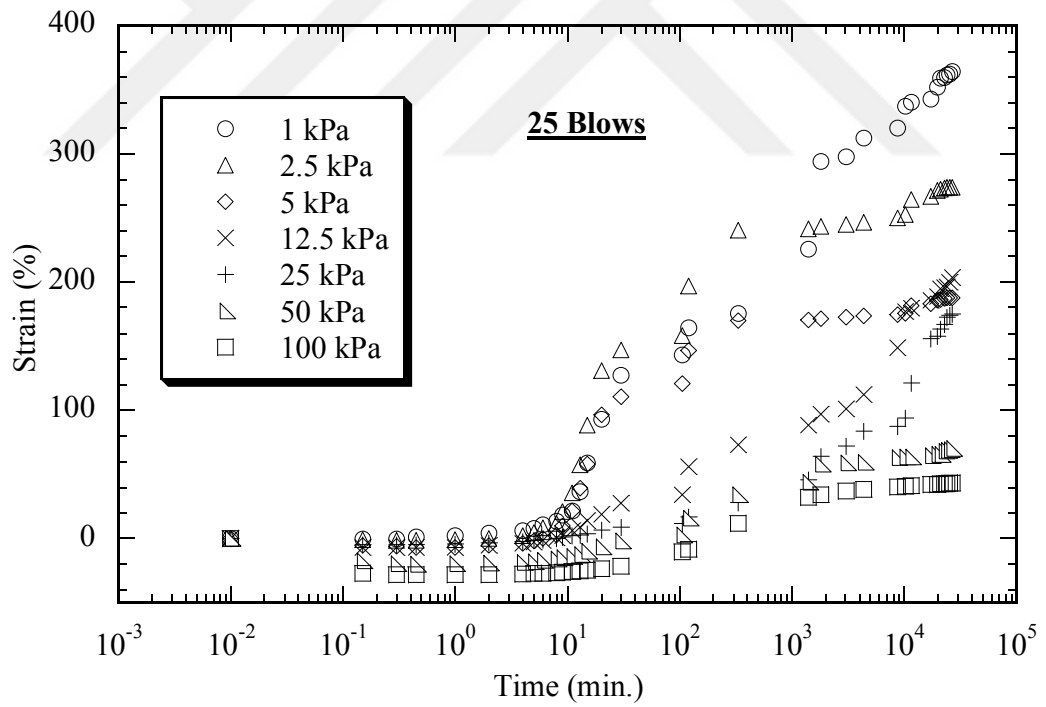 400
300
200
100
0
Strain (%)
25 Blows
1 kPa
2.5 kPa
5 kPa
12.5 kPa
25 kPa
50 kPa
100 kPa
10-3 10-2 10-1 100 101 102 103 104 105
Time (min.)